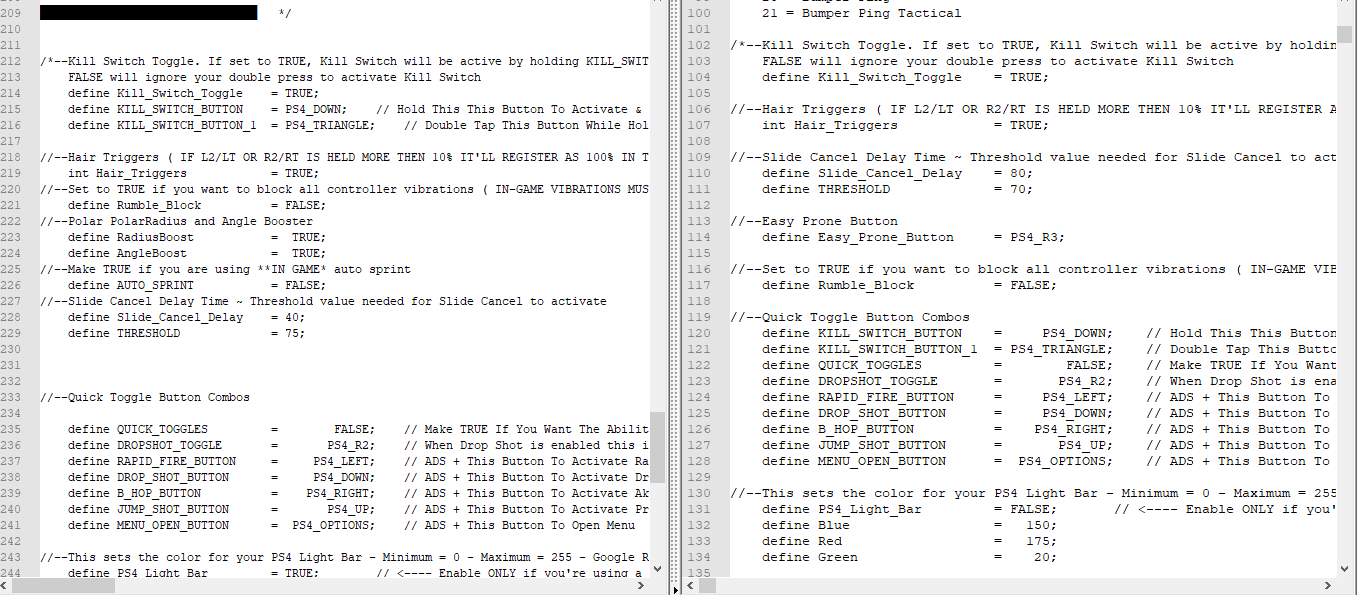 209 */
210
211
212 /*--Kill Switch Toggle. If set to TRUE, Kill Switch will be active by holding KILL_SWIT
213 FALSE will ignore your double press to activate Kill Switch
214 define Kill_Switch_Toggle = TRUE;
215 define KILL_SWITCH_BUTTON = PS4_DOWN; // Hold This This Button To Activate &
216 define KILL_SWITCH_BUTTON_1 = PS4_TRIANGLE; // Double Tap This Button While Hol
217
218 //--Hair Triggers ( IF L2/LT OR R2/RT IS HELD MORE THEN 10% IT'LL REGISTER AS 100% IN T
219 int Hair_Triggers = TRUE;
220 //--Set to TRUE if you want to block all controller vibrations ( IN-GAME VIBRATIONS MUS
221 define Rumble_Block = FALSE;
222 //--Polar PolarRadius and Angle Booster
223 define RadiusBoost = TRUE;
224 define AngleBoost = TRUE;
225 //--Make TRUE if you are using **IN GAME* auto sprint
226 define AUTO_SPRINT = FALSE;
227 //--Slide Cancel Delay Time ~ Threshold value needed for Slide Cancel to activate
228 define Slide_Cancel_Delay = 40;
229 define THRESHOLD = 75;
230
231
232
233 //--Quick Toggle Button Combos
234
235 define QUICK_TOGGLES = FALSE; // Make TRUE If You Want The Abilit
236 define DROPSHOT_TOGGLE = PS4_R2; // When Drop Shot is enabled this i
237 define RAPID_FIRE_BUTTON = PS4_LEFT; // ADS + This Button To Activate Ra
238 define DROP_SHOT_BUTTON = PS4_DOWN; // ADS + This Button To Activate Dr
239 define B_HOP_BUTTON = PS4_RIGHT; // ADS + This Button To Activate Ak
240 define JUMP_SHOT_BUTTON = PS4_UP; // ADS + This Button To Activate Pr
241 define MENU_OPEN_BUTTON = PS4_OPTIONS; // ADS + This Button To Open Menu
242
243 //--This sets the color for your PS4 Light Bar - Minimum = 0 - Maximum = 255 - Google R
244 define PS4_Light_Bar = TRUE; // <---- Enable ONLY if you're using a
100 21 = Bumper Ping Tactical
101
102 /*--Kill Switch Toggle. If set to TRUE, Kill Switch will be active by holdin
103 FALSE will ignore your double press to activate Kill Switch
104 define Kill_Switch_Toggle = TRUE;
105
106 //--Hair Triggers ( IF L2/LT OR R2/RT IS HELD MORE THEN 10% IT'LL REGISTER A
107 int Hair_Triggers = TRUE;
108
109 //--Slide Cancel Delay Time ~ Threshold value needed for Slide Cancel to act
110 define Slide_Cancel_Delay = 80;
111 define THRESHOLD = 70;
112
113 //--Easy Prone Button
114 define Easy_Prone_Button = PS4_R3;
115
116 //--Set to TRUE if you want to block all controller vibrations ( IN-GAME VIB
117 define Rumble_Block = FALSE;
118
119 //--Quick Toggle Button Combos
120 define KILL_SWITCH_BUTTON = PS4_DOWN; // Hold This This Button
121 define KILL_SWITCH_BUTTON_1 = PS4_TRIANGLE; // Double Tap This Butto
122 define QUICK_TOGGLES = FALSE; // Make TRUE If You Want
123 define DROPSHOT_TOGGLE = PS4_R2; // When Drop Shot is ena
124 define RAPID_FIRE_BUTTON = PS4_LEFT; // ADS + This Button To
125 define DROP_SHOT_BUTTON = PS4_DOWN; // ADS + This Button To
126 define B_HOP_BUTTON = PS4_RIGHT; // ADS + This Button To
127 define JUMP_SHOT_BUTTON = PS4_UP; // ADS + This Button To
128 define MENU_OPEN_BUTTON = PS4_OPTIONS; // ADS + This Button To
129
130 //--This sets the color for your PS4 Light Bar - Minimum = 0 - Maximum = 255
131 define PS4_Light_Bar = FALSE; // <---- Enable ONLY if you'
132 define Blue = 150;
133 define Red = 175;
134 define Green = 20;
135